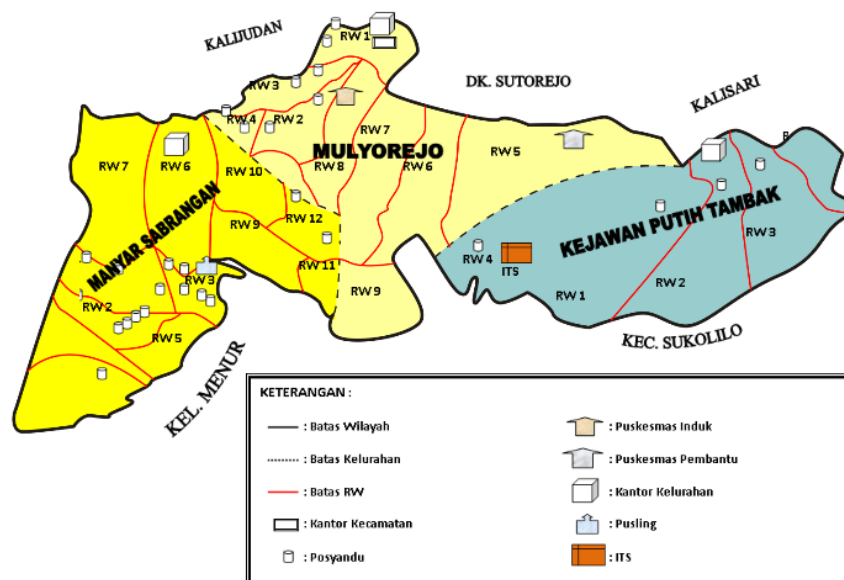 KALIJUDAN
RW 1
DK. SUTOREJO
KALISARI
RW 3
RW 4
RW 2
RW 7
MULYOREJO
RW 5
RW 7
RW 6
RW 10
RW 8
RW 6
MANYAR SABRANGAN
KEJAWAN PUTIH TAMBAK
RW 12
RW 9
RW 3
RW 4
ITS
RW 11
RW 3
RW 9
RW 1
RW 2
RW 2
RW 5
KEC. SUKOLILO
KEL. MENUR
KETERANGAN :
: Batas Wilayah
: Batas Kelurahan
: Batas RW
: Kantor Kecamatan
: Posyandu
: Puskesmas Induk
: Puskesmas Pembantu
: Kantor Kelurahan
: Pusling
: ITS